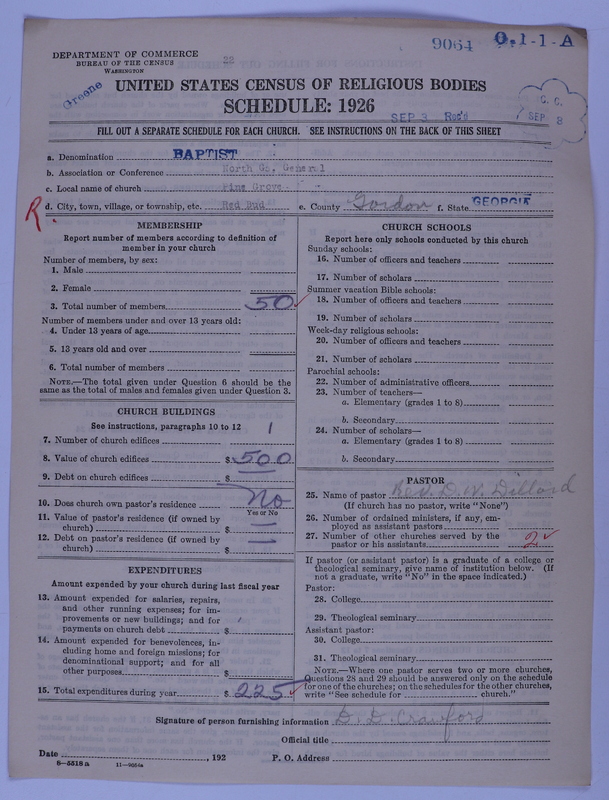 9064 O.1-1-A
DEPARTMENT OF COMMERCE
BUREAU OF THE CENSUS
WASHINGTON
22
Greene
UNITED STATES CENSUS OF RELIGIOUS BODIES
SCHEDULE: 1926
SEP 3 Rec'd
C. C.
SEP 8
FILL OUT A SEPARATE SCHEDULE FOR EACH CHURCH. SEE INSTRUCTIONS ON THE BACK OF THIS SHEET
a. Denomination BAPTIST
b. Association or Conference North Ga. General
c. Local name of church Pine Grove
R
d. City, town, village, or township, etc. Red Bud e. County Gordon f. State GEORGIA
MEMBERSHIP
Report number of members according to definition of
member in your church
Number of members, by sex:
1. Male
2. Female
3. Total number of members 50
Number of members under and over 13 years old:
4. Under 13 years of age
5. 13 years old and over
6. Total number of members
NOTE.—The total given under Question 6 should be the
same as the total of males and females given under Question 3.
CHURCH BUILDINGS
See instructions, paragraphs 10 to 12
7. Number of church edifices 1
8. Value of church edifices $ 500
9. Debt on church edifices $
10. Does church own pastor's residence No
Yes or No
11. Value of pastor's residence (if owned by
church) $
12. Debt on pastor's residence (if owned by
church) $
EXPENDITURES
Amount expended by your church during last fiscal year
13. Amount expended for salaries, repairs,
and other running expenses; for im-
provements or new buildings; and for
payments on church debt $
14. Amount expended for benevolences, in-
cluding home and foreign missions; for
denominational support; and for all
other purposes $
15. Total expenditures during year $ 225
CHURCH SCHOOLS
Report here only schools conducted by this church
Sunday schools:
16. Number of officers and teachers
17. Number of scholars
Summer vacation Bible schools:
18. Number of officers and teachers
19. Number of scholars
Week-day religious schools:
20. Number of officers and teachers
21. Number of scholars
Parochial schools:
22. Number of administrative officers
23. Number of teachers—
a. Elementary (grades 1 to 8)
b. Secondary
24. Number of scholars—
a. Elementary (grades 1 to 8)
b. Secondary
PASTOR
25. Name of pastor Rev. D. W. Dillard
(If church has no pastor, write "None")
26. Number of ordained ministers, if any, em-
ployed as assistant pastors
27. Number of other churches served by the
pastor or his assistants 2
If pastor (or assistant pastor) is a graduate of a college or
theological seminary, give name of institution below. (If
not a graduate, write "No" in the space indicated.)
Pastor:
28. College
29. Theological seminary
Assistant pastor:
30. College
31. Theological seminary
NOTE.—Where one pastor serves two or more churches,
Questions 28 and 29 should be answered only on the schedule
for one of the churches; on the schedules for the other churches,
write "See schedule for church."
Signature of person furnishing information D. D. Crawford
Official title
Date , 192 P. O. Address
8-5518a 11-9064